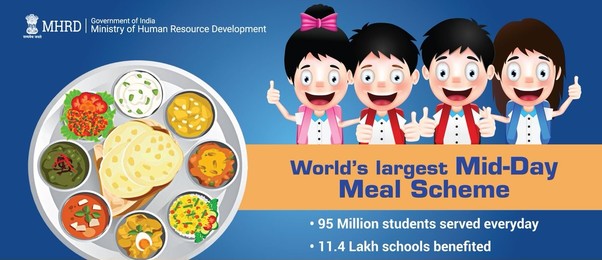 MHRD
Government of India
Ministry of Human Resource Development
World's largest Mid-Day
Meal Scheme
• 95 Million students served everyday
• 11.4 Lakh schools benefited